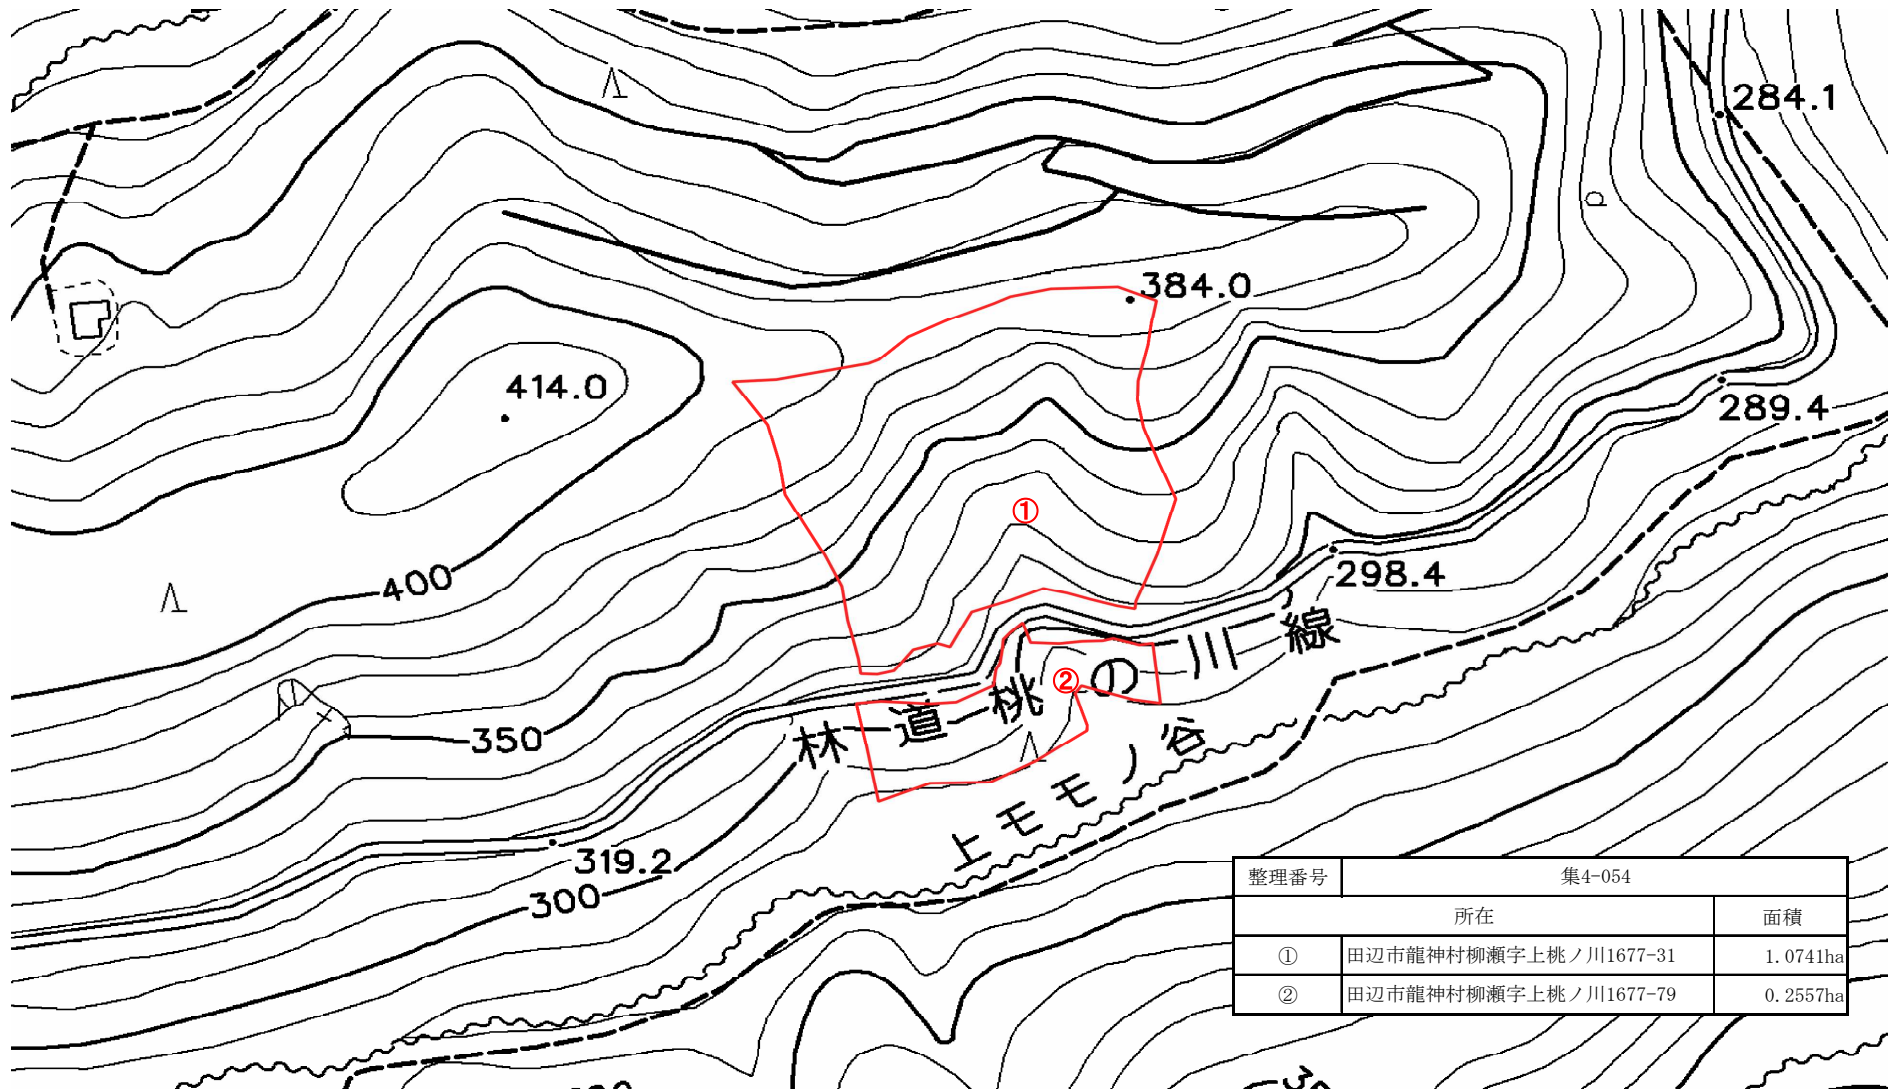 284.1
384.0
414.0
289.4
①
400
298.4
林道桃の川線
②
350
上モモノ谷
319.2
300
整理番号 集4-054
所在 面積
① 田辺市龍神村柳瀬字上桃ノ川1677-31 1.0741ha
② 田辺市龍神村柳瀬字上桃ノ川1677-79 0.2557ha